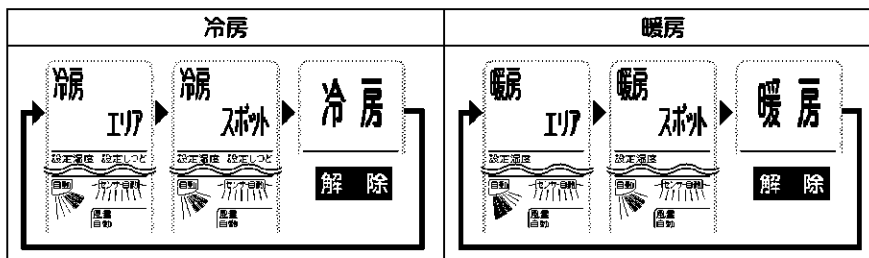 冷房
冷房
エリア
設定温度 設定しつど
自動
センサー自動
風量
自動
冷房
スポット
設定温度 設定しつど
自動
センサー自動
風量
自動
冷房
解除
暖房
暖房
エリア
設定温度
自動
センサー自動
風量
自動
暖房
スポット
設定温度
自動
センサー自動
風量
自動
暖房
解除